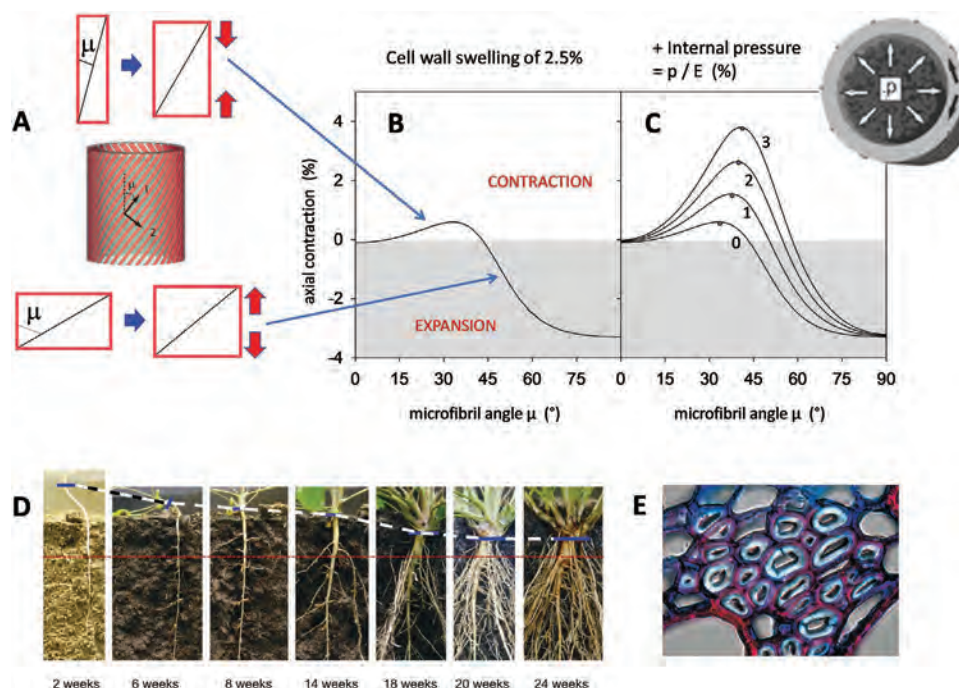 μ
A
μ
1
2
μ
Cell wall swelling of 2.5%
+ Internal pressure
= p / E (%)
p
B
C
4
2
0
-2
-4
axial contraction (%)
CONTRACTION
EXPANSION
3
2
1
0
0 15 30 45 60 75
0 15 30 45 60 75 90
microfibril angle μ (°)
microfibril angle μ (°)
D
E
2 weeks 6 weeks 8 weeks 14 weeks 18 weeks 20 weeks 24 weeks